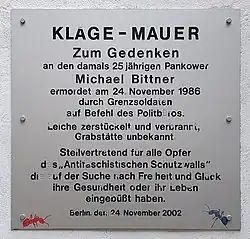 KLAGE-MAUER
Zum Gedenken
an den damals 25jährigen Pankower
Michael Bittner
ermordet am 24. November 1986
durch Grenzsoldaten
auf Befehl des Politbüros.
Leiche zerstückelt und verbrannt,
Grabstätte unbekannt
Stellvertretend für alle Opfer
des „Antifaschistischen Schutzwalls"
die auf der Suche nach Freiheit und Glück
ihre Gesundheit oder ihr Leben
eingebüßt haben.
Berlin, den 24 November 2002